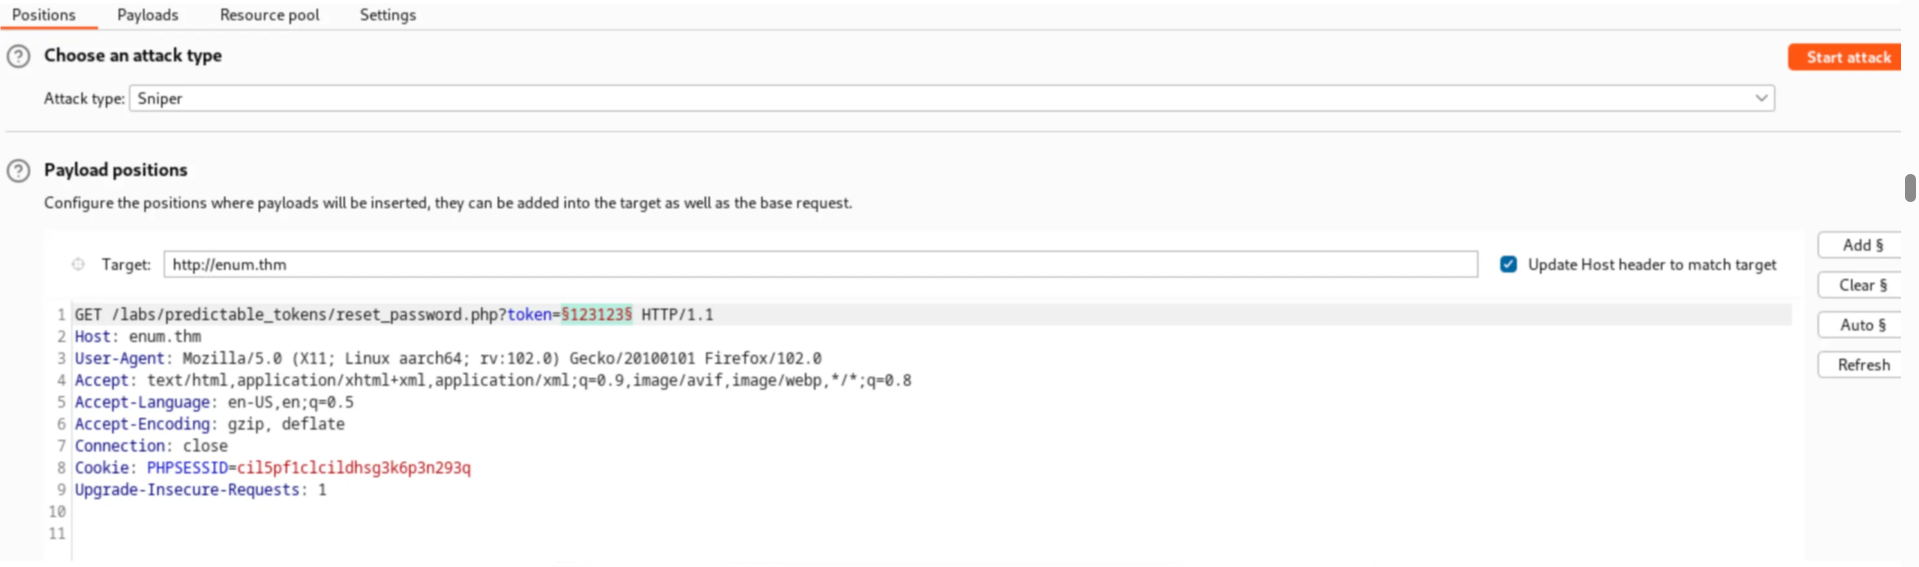 Positions Payloads Resource pool Settings
? Choose an attack type
Start attack
Attack type: Sniper
? Payload positions
Configure the positions where payloads will be inserted, they can be added into the target as well as the base request.
Add §
Target: http://enum.thm
Update Host header to match target
Clear §
1 GET /labs/predictable_tokens/reset_password.php?token=§123123§ HTTP/1.1
Auto §
2 Host: enum.thm
3 User-Agent: Mozilla/5.0 (X11; Linux aarch64; rv:102.0) Gecko/20100101 Firefox/102.0
Refresh
4 Accept: text/html,application/xhtml+xml,application/xml;q=0.9,image/avif,image/webp,*/*;q=0.8
5 Accept-Language: en-US,en;q=0.5
6 Accept-Encoding: gzip, deflate
7 Connection: close
8 Cookie: PHPSESSID=cil5pf1clcildhsg3k6p3n293q
9 Upgrade-Insecure-Requests: 1
10
11